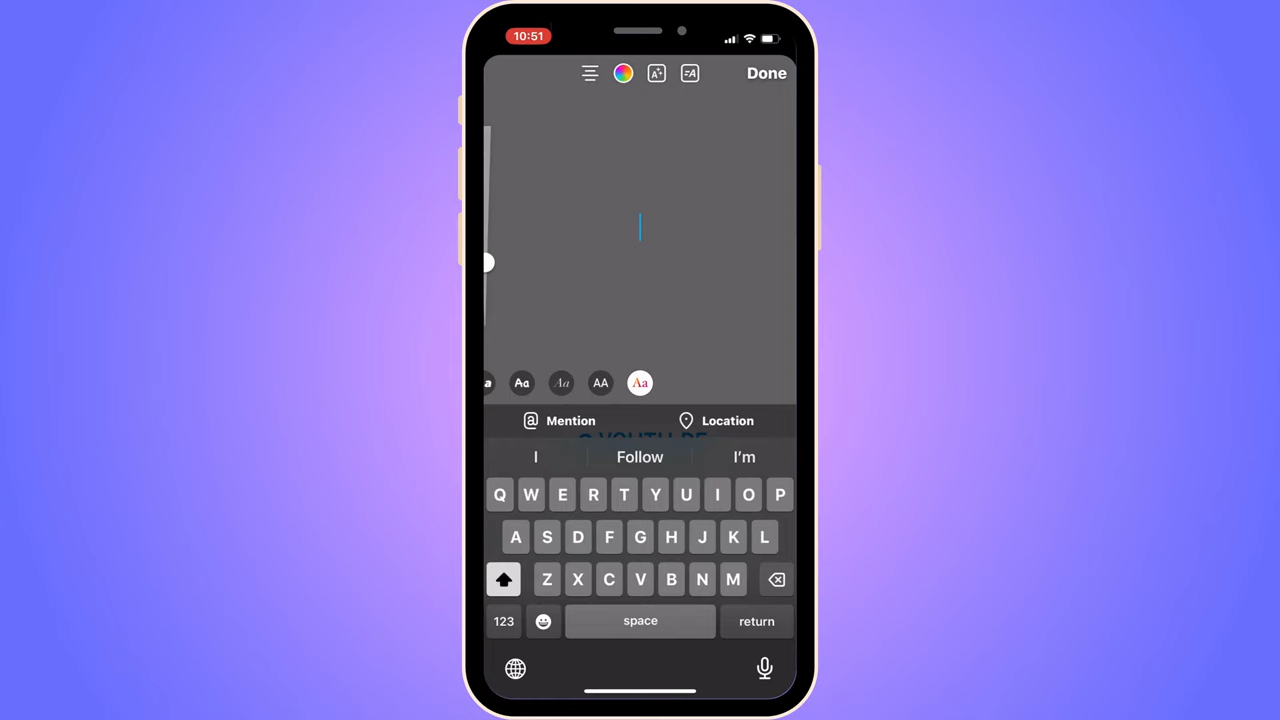 10:51
Done
a Aa Aa AA Aa
@ Mention Location
I Follow I'm
Q W E R T Y U I O P
A S D F G H J K L
Z X C V B N M
123 space return